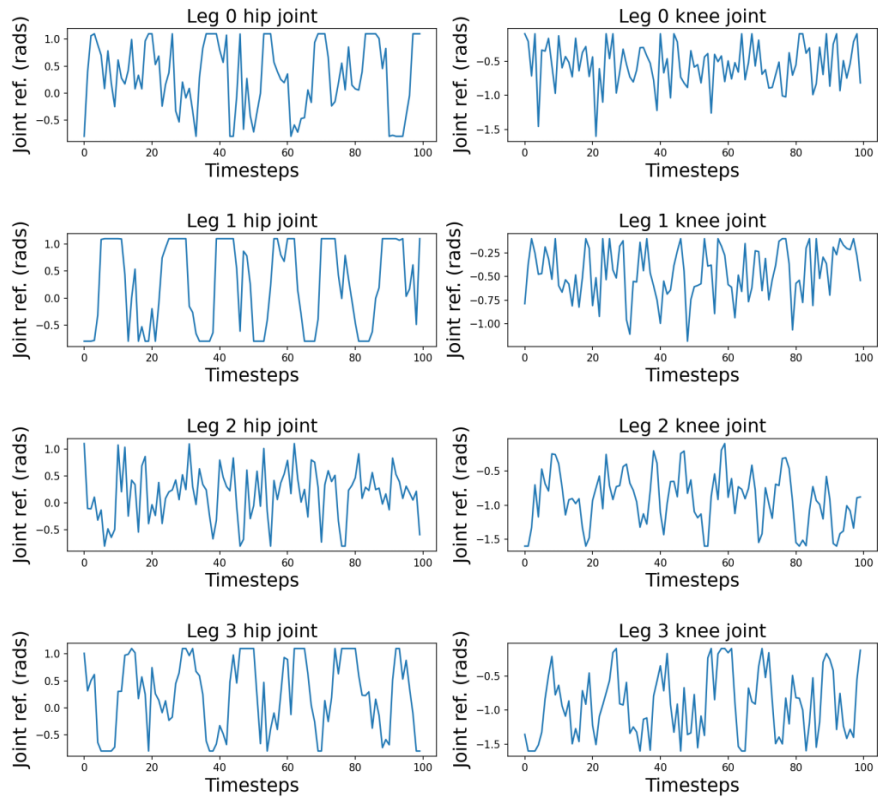 Leg 0 hip joint
Joint ref. (rads)
1.0
0.5
0.0
−0.5
0 20 40 60 80 100
Timesteps
Leg 0 knee joint
Joint ref. (rads)
−0.5
−1.0
−1.5
0 20 40 60 80 100
Timesteps
Leg 1 hip joint
Joint ref. (rads)
1.0
0.5
0.0
−0.5
0 20 40 60 80 100
Timesteps
Leg 1 knee joint
Joint ref. (rads)
−0.25
−0.50
−0.75
−1.00
0 20 40 60 80 100
Timesteps
Leg 2 hip joint
Joint ref. (rads)
1.0
0.5
0.0
−0.5
0 20 40 60 80 100
Timesteps
Leg 2 knee joint
Joint ref. (rads)
−0.5
−1.0
−1.5
0 20 40 60 80 100
Timesteps
Leg 3 hip joint
Joint ref. (rads)
1.0
0.5
0.0
−0.5
0 20 40 60 80 100
Timesteps
Leg 3 knee joint
Joint ref. (rads)
−0.5
−1.0
−1.5
0 20 40 60 80 100
Timesteps